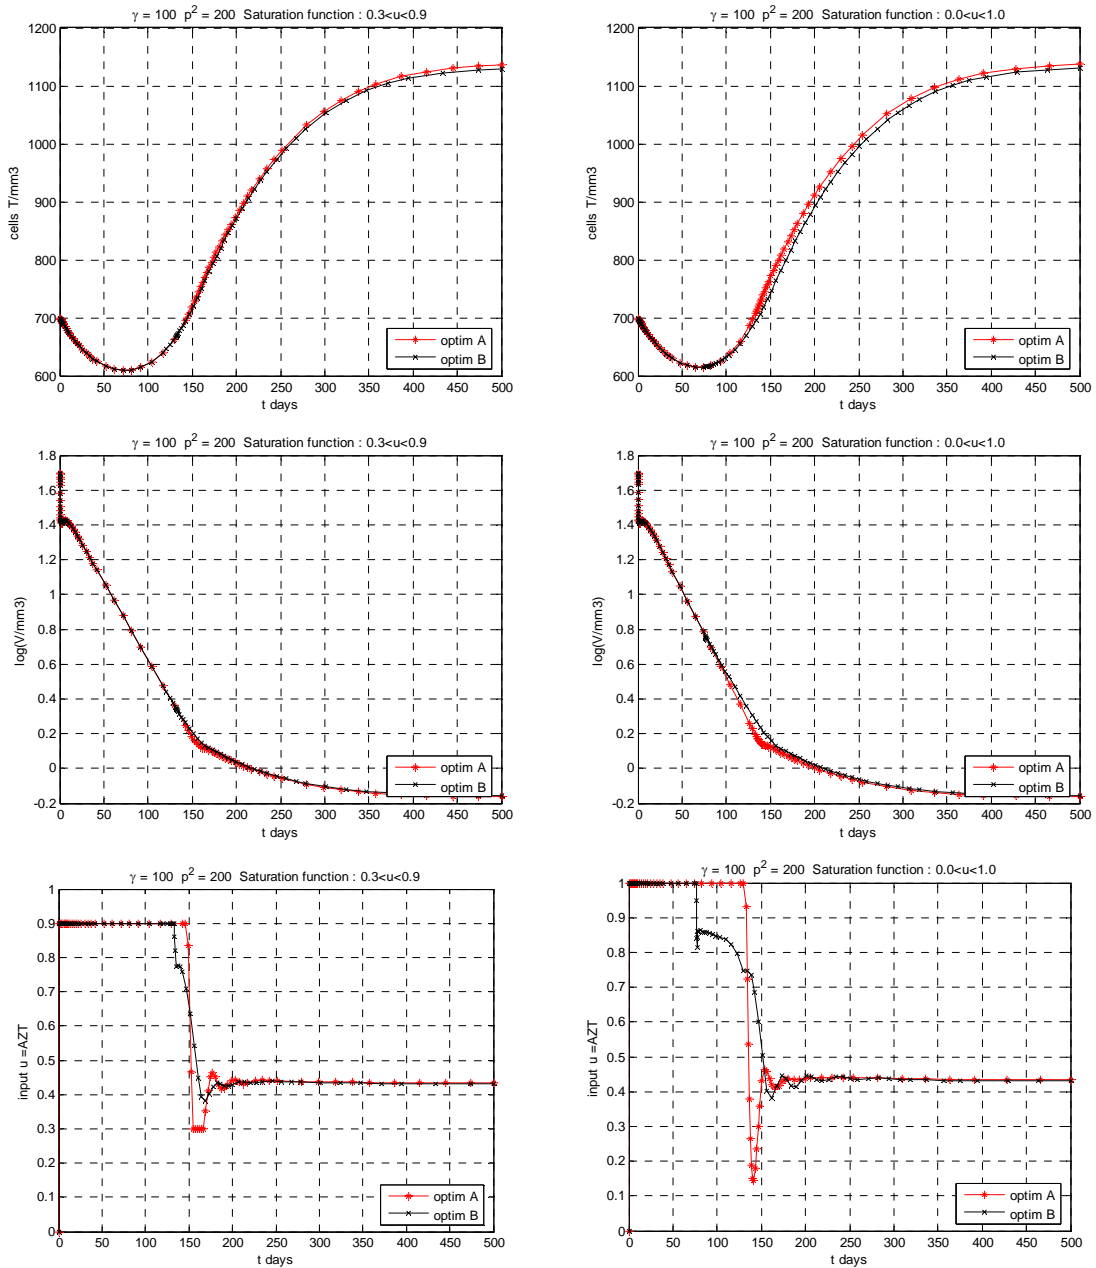 γ = 100 p² = 200 Saturation function : 0.3<u<0.9
1200
1100
1000
900
800
700
600
cells T/mm3
optim A
optim B
0 50 100 150 200 250 300 350 400 450 500
t days
γ = 100 p² = 200 Saturation function : 0.0<u<1.0
1200
1100
1000
900
800
700
600
cells T/mm3
optim A
optim B
0 50 100 150 200 250 300 350 400 450 500
t days
γ = 100 p² = 200 Saturation function : 0.3<u<0.9
1.8
1.6
1.4
1.2
1
0.8
0.6
0.4
0.2
0
-0.2
log(V/mm3)
optim A
optim B
0 50 100 150 200 250 300 350 400 450 500
t days
γ = 100 p² = 200 Saturation function : 0.0<u<1.0
1.8
1.6
1.4
1.2
1
0.8
0.6
0.4
0.2
0
-0.2
log(V/mm3)
optim A
optim B
0 50 100 150 200 250 300 350 400 450 500
t days
γ = 100 p² = 200 Saturation function : 0.3<u<0.9
1
0.9
0.8
0.7
0.6
0.5
0.4
0.3
0.2
0.1
0
input u =AZT
optim A
optim B
0 50 100 150 200 250 300 350 400 450 500
t days
γ = 100 p² = 200 Saturation function : 0.0<u<1.0
1
0.9
0.8
0.7
0.6
0.5
0.4
0.3
0.2
0.1
0
input u =AZT
optim A
optim B
0 50 100 150 200 250 300 350 400 450 500
t days